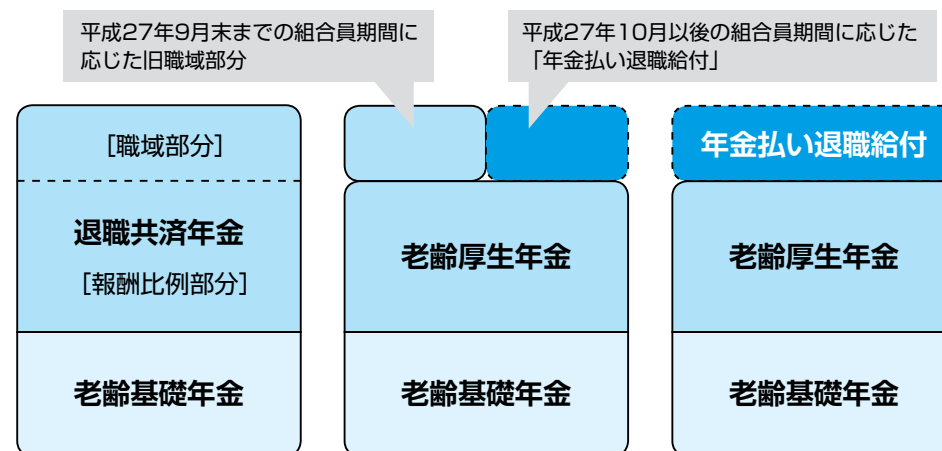 平成27年9月末までの組合員期間に
応じた旧職域部分
平成27年10月以後の組合員期間に応じた
「年金払い退職給付」
［職域部分］
退職共済年金
［報酬比例部分］
老齢基礎年金
老齢厚生年金
老齢基礎年金
年金払い退職給付
老齢厚生年金
老齢基礎年金